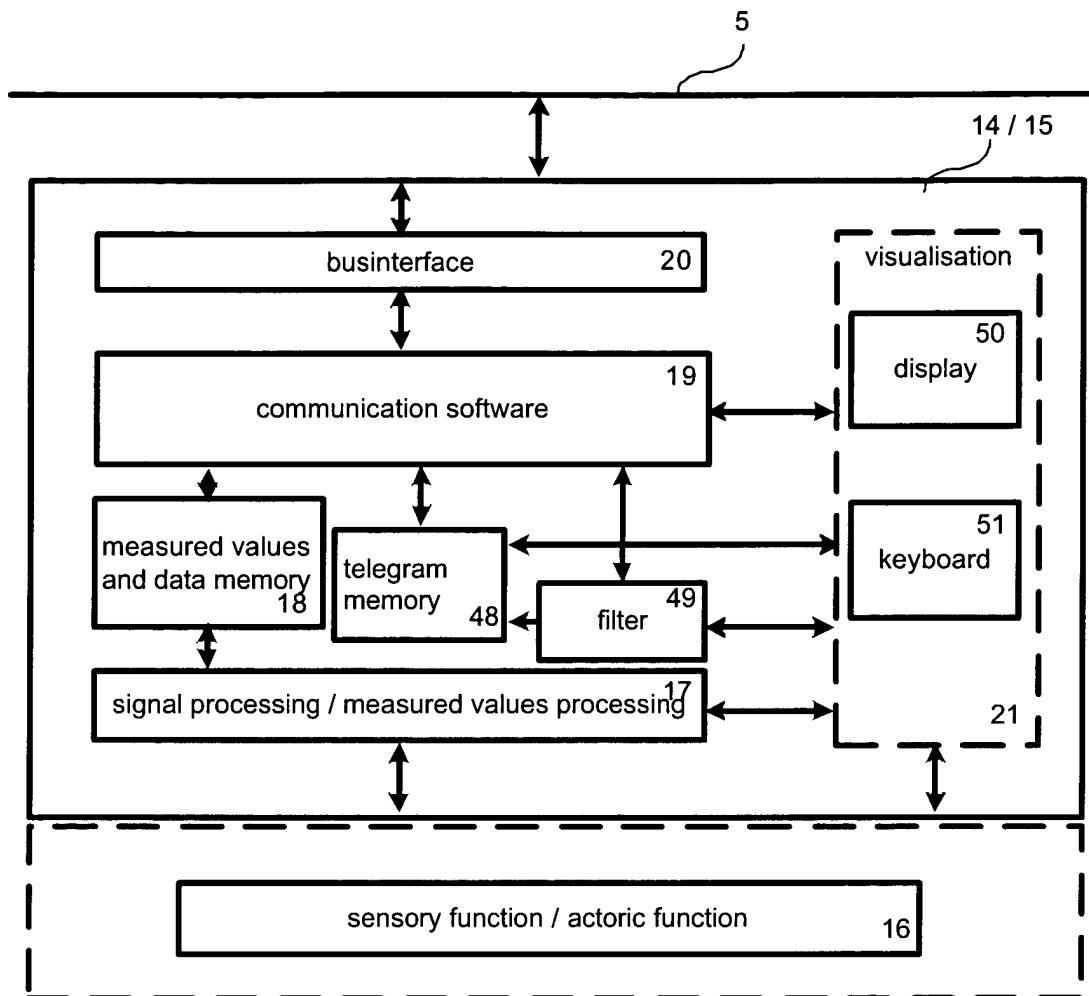 5
14 / 15
businterface 20
visualisation
50
display
19
communication software
51
keyboard
measured values
and data memory
18
telegram
memory
48
49
filter
17
signal processing / measured values processing
21
sensory function / actoric function
16